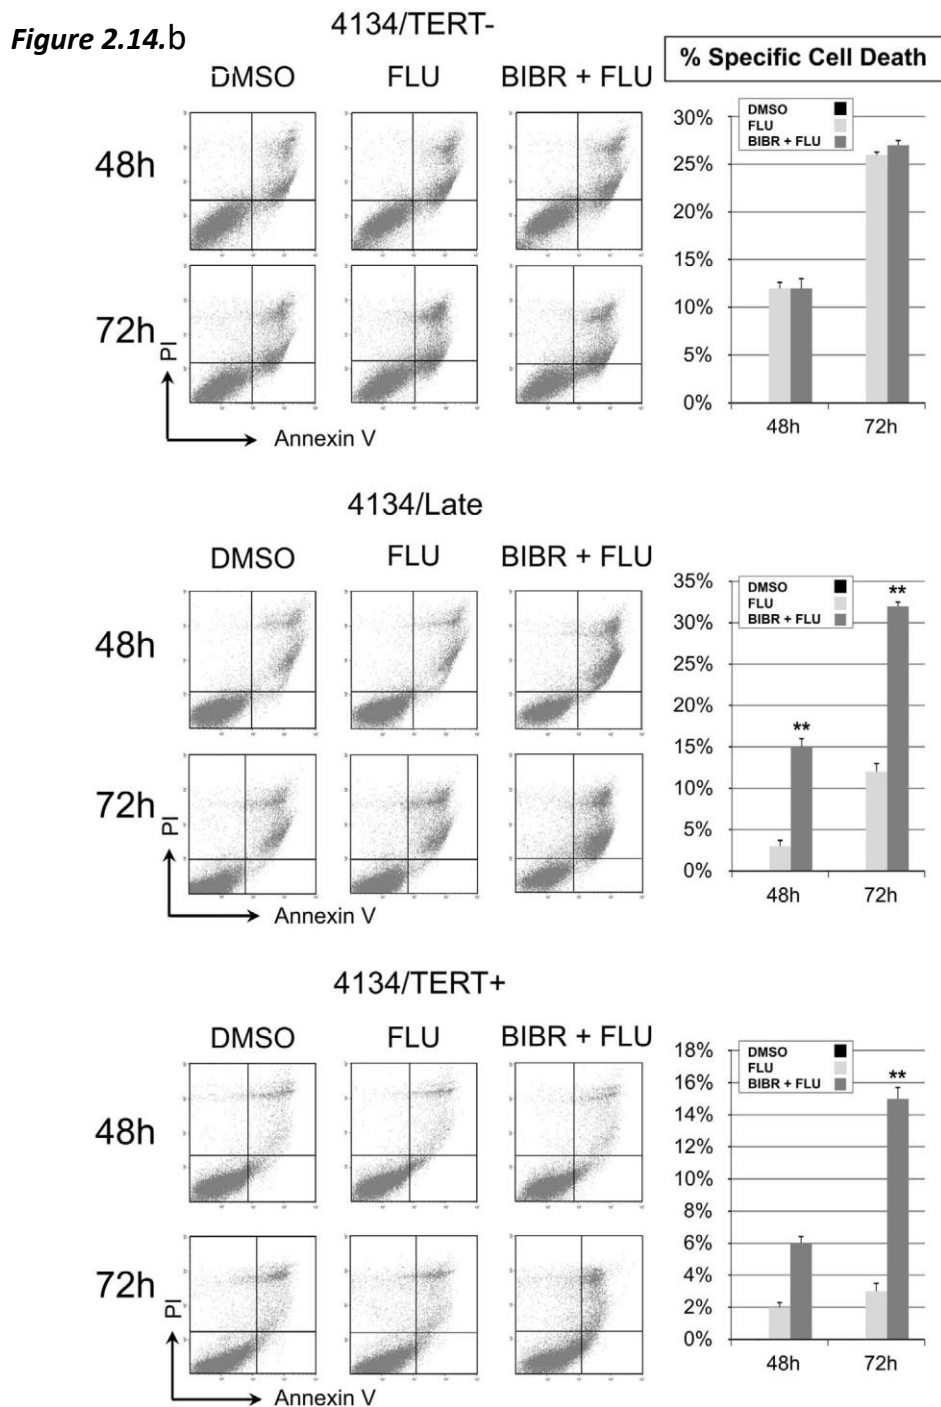 Figure 2.14.b
4134/TERT-
% Specific Cell Death
DMSO FLU BIBR + FLU
48h
72h
PI
Annexin V
DMSO
FLU
BIBR + FLU
30%
25%
20%
15%
10%
5%
0%
48h 72h
4134/Late
DMSO FLU BIBR + FLU
48h
72h
PI
Annexin V
DMSO
FLU
BIBR + FLU
35%
30%
25%
20%
15%
10%
5%
0%
**
**
48h 72h
4134/TERT+
DMSO FLU BIBR + FLU
48h
72h
PI
Annexin V
DMSO
FLU
BIBR + FLU
18%
16%
14%
12%
10%
8%
6%
4%
2%
0%
**
48h 72h